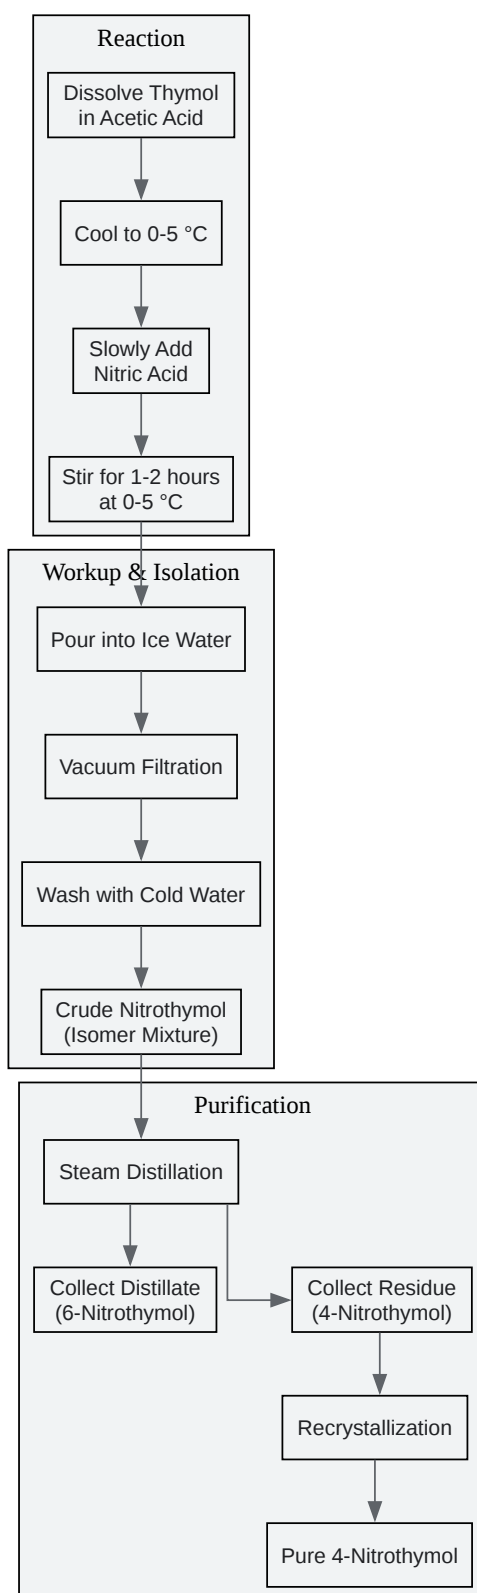 Reaction
Dissolve Thymol
in Acetic Acid
Cool to 0-5 °C
Slowly Add
Nitric Acid
Stir for 1-2 hours
at 0-5 °C
Workup & Isolation
Pour into Ice Water
Vacuum Filtration
Wash with Cold Water
Crude Nitrothymol
(Isomer Mixture)
Purification
Steam Distillation
Collect Distillate
(6-Nitrothymol)
Collect Residue
(4-Nitrothymol)
Recrystallization
Pure 4-Nitrothymol